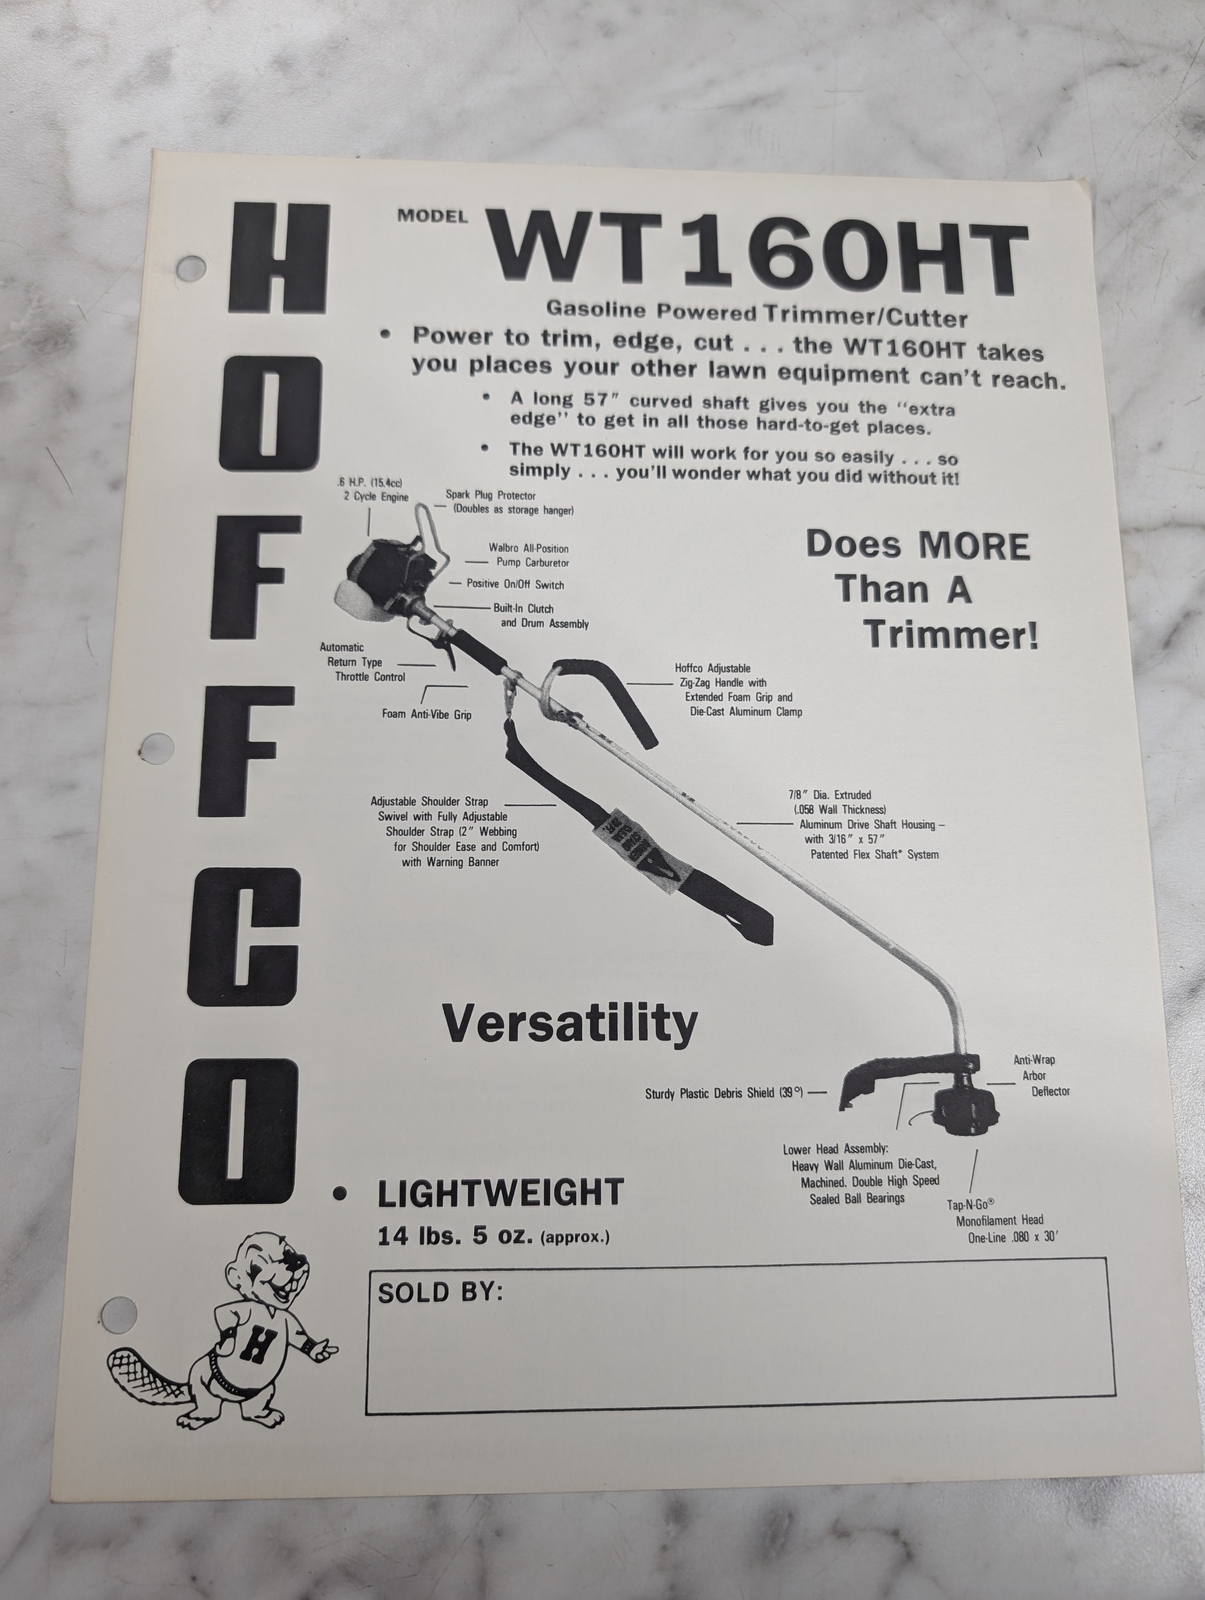 HOFFCO
MODEL WT160HT
Gasoline Powered Trimmer/Cutter
• Power to trim, edge, cut . . . the WT160HT takes
you places your other lawn equipment can't reach.
• A long 57" curved shaft gives you the "extra
edge" to get in all those hard-to-get places.
• The WT160HT will work for you so easily . . . so
simply . . . you'll wonder what you did without it!
.6 H.P. (15.4cc)
2 Cycle Engine
Spark Plug Protector
(Doubles as storage hanger)
Walbro All-Position
Pump Carburetor
Positive On/Off Switch
Built-In Clutch
and Drum Assembly
Does MORE
Than A
Trimmer!
Automatic
Return Type
Throttle Control
Foam Anti-Vibe Grip
Hoffco Adjustable
Zig-Zag Handle with
Extended Foam Grip and
Die-Cast Aluminum Clamp
Adjustable Shoulder Strap
Swivel with Fully Adjustable
Shoulder Strap (2" Webbing
for Shoulder Ease and Comfort)
with Warning Banner
7/8" Dia. Extruded
(.058 Wall Thickness)
Aluminum Drive Shaft Housing –
with 3/16" x 57"
Patented Flex Shaft* System
Versatility
Sturdy Plastic Debris Shield (39°)
Anti-Wrap
Arbor
Deflector
Lower Head Assembly:
Heavy Wall Aluminum Die-Cast,
Machined. Double High Speed
Sealed Ball Bearings
Tap-N-Go®
Monofilament Head
One-Line .080 x 30'
• LIGHTWEIGHT
14 lbs. 5 oz. (approx.)
SOLD BY:
H